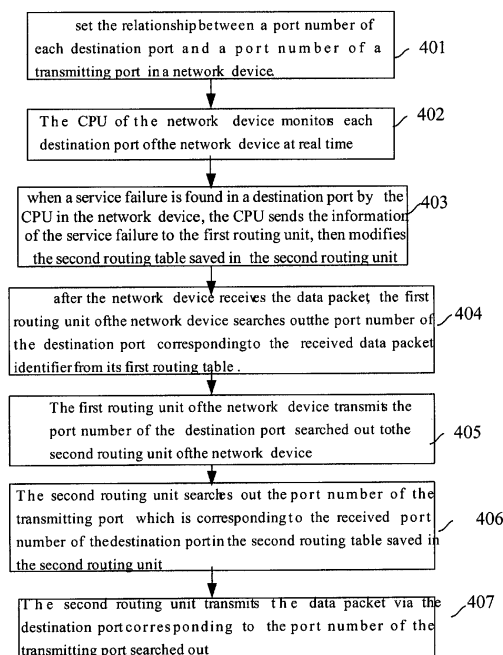 set the relationship between a port number of
each destination port and a port number of a
transmitting port in a network device.
401
The CPU of the network device monitors each
destination port of the network device at real time
402
when a service failure is found in a destination port by the
CPU in the network device, the CPU sends the information
of the service failure to the first routing unit, then modifies
the second routing table saved in the second routing unit
403
after the network device receives the data packet, the first
routing unit of the network device searches out the port number of
the destination port corresponding to the received data packet
identifier from its first routing table .
404
The first routing unit of the network device transmits the
port number of the destination port searched out to the
second routing unit of the network device
405
The second routing unit searches out the port number of the
transmitting port which is corresponding to the received port
number of the destination port in the second routing table saved in
the second routing unit
406
The second routing unit transmits the data packet via the
destination port corresponding to the port number of the
transmitting port searched out
407